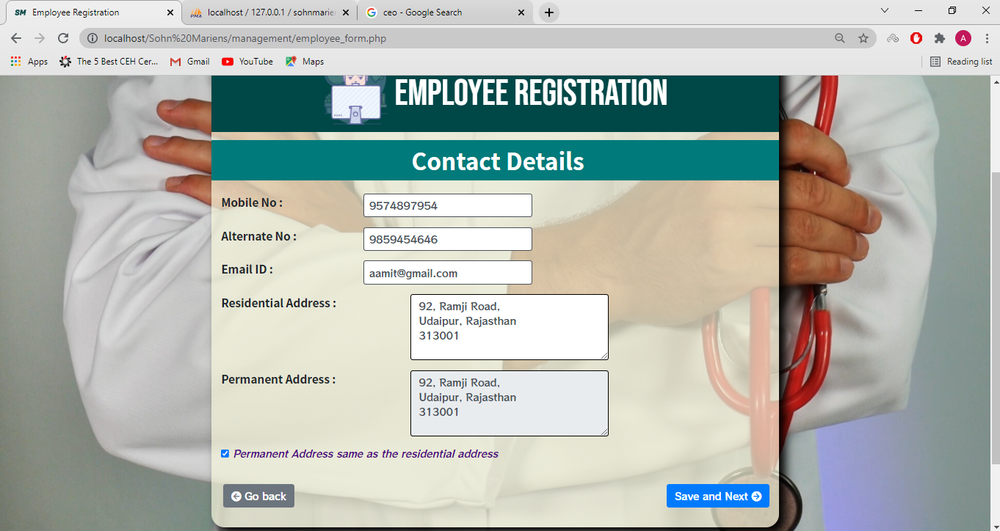 SM Employee Registration
localhost / 127.0.0.1 / sohnmarien
ceo - Google Search
localhost/Sohn%20Mariens/management/employee_form.php
A
Apps
The 5 Best CEH Cer...
Gmail
YouTube
Maps
Reading list
EMPLOYEE REGISTRATION
Contact Details
Mobile No :
9574897954
Alternate No :
9859454646
Email ID :
aamit@gmail.com
Residential Address :
92, Ramji Road,
Udaipur, Rajasthan
313001
Permanent Address :
92, Ramji Road,
Udaipur, Rajasthan
313001
Permanent Address same as the residential address
Go back
Save and Next